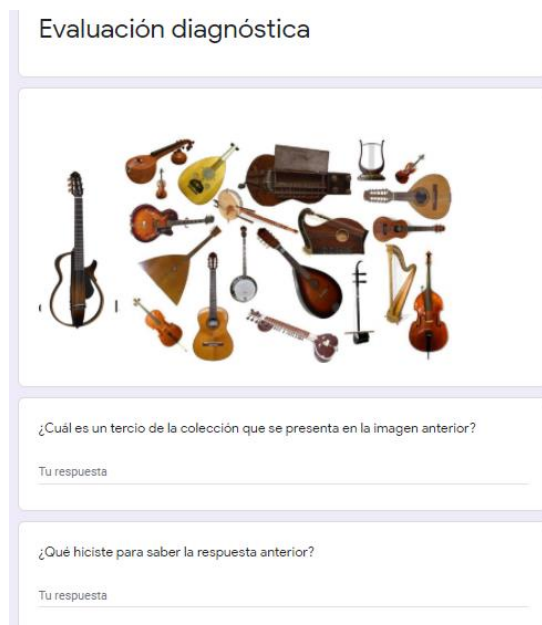 Evaluación diagnóstica
¿Cuál es un tercio de la colección que se presenta en la imagen anterior?
Tu respuesta
¿Qué hiciste para saber la respuesta anterior?
Tu respuesta